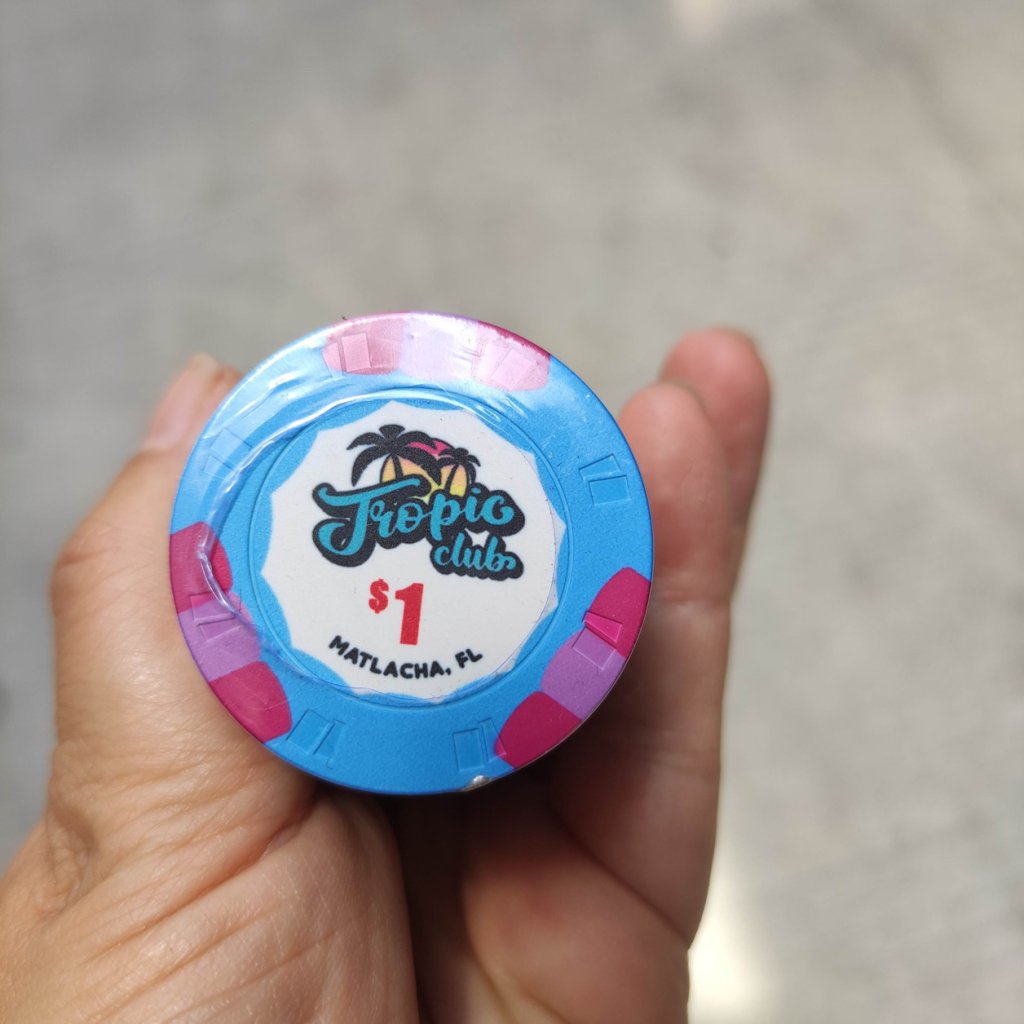 Tropic
club
$1
MATLACHA, FL